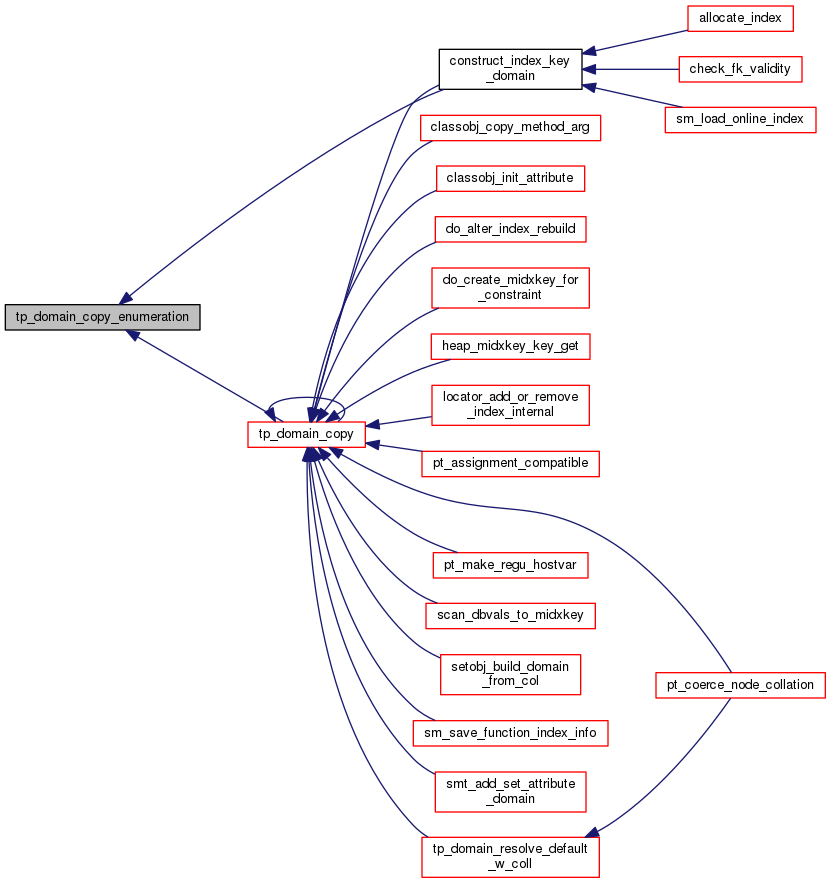 allocate_index
construct_index_key
_domain
check_fk_validity
sm_load_online_index
classobj_copy_method_arg
classobj_init_attribute
do_alter_index_rebuild
do_create_midxkey_for
_constraint
tp_domain_copy_enumeration
heap_midxkey_key_get
locator_add_or_remove
_index_internal
tp_domain_copy
pt_assignment_compatible
pt_make_regu_hostvar
scan_dbvals_to_midxkey
setobj_build_domain
_from_col
pt_coerce_node_collation
sm_save_function_index_info
smt_add_set_attribute
_domain
tp_domain_resolve_default
_w_coll